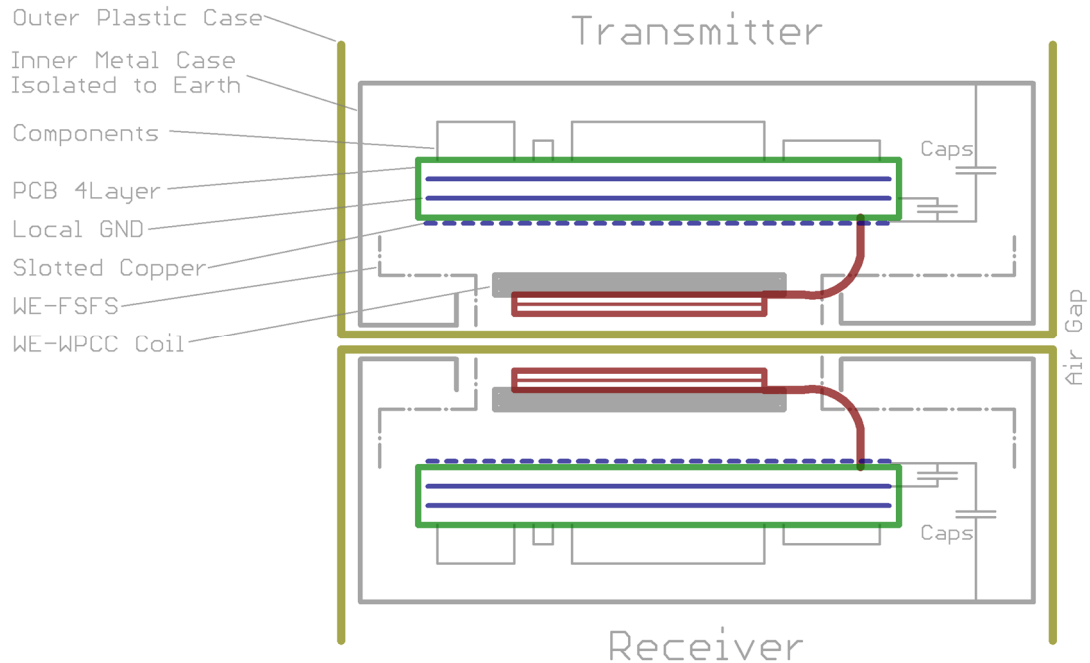 Outer Plastic Case
Transmitter
Inner Metal Case
Isolated to Earth
Components
Caps
PCB 4Layer
Local GND
Slotted Copper
WE-FSFS
WE-WPCC Coil
Air Gap
Caps
Receiver